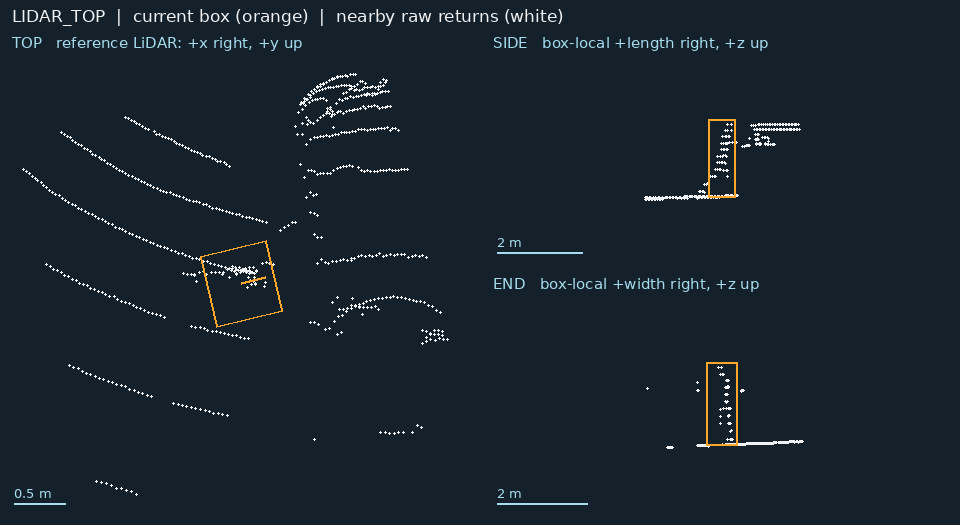 LIDAR_TOP | current box (orange) | nearby raw returns (white)
TOP reference LiDAR: +x right, +y up
SIDE box-local +length right, +z up
2 m
END box-local +width right, +z up
0.5 m
2 m